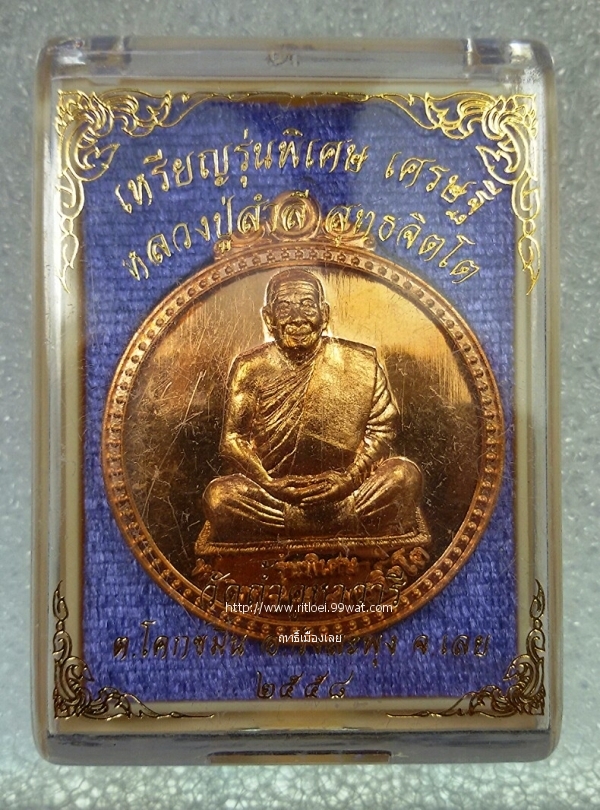 เหรียญรุ่นพิเศษ เศรษฐี
หลวงปู่ลำสี สุทธจิตโต
รุ่นพิเศษ
http://www.ritloei.99wat.com
ฤทธิ์เมืองเลย
ต.โคกขมิ้น อ.วังสะพุง จ.เลย
๒๕๕๘